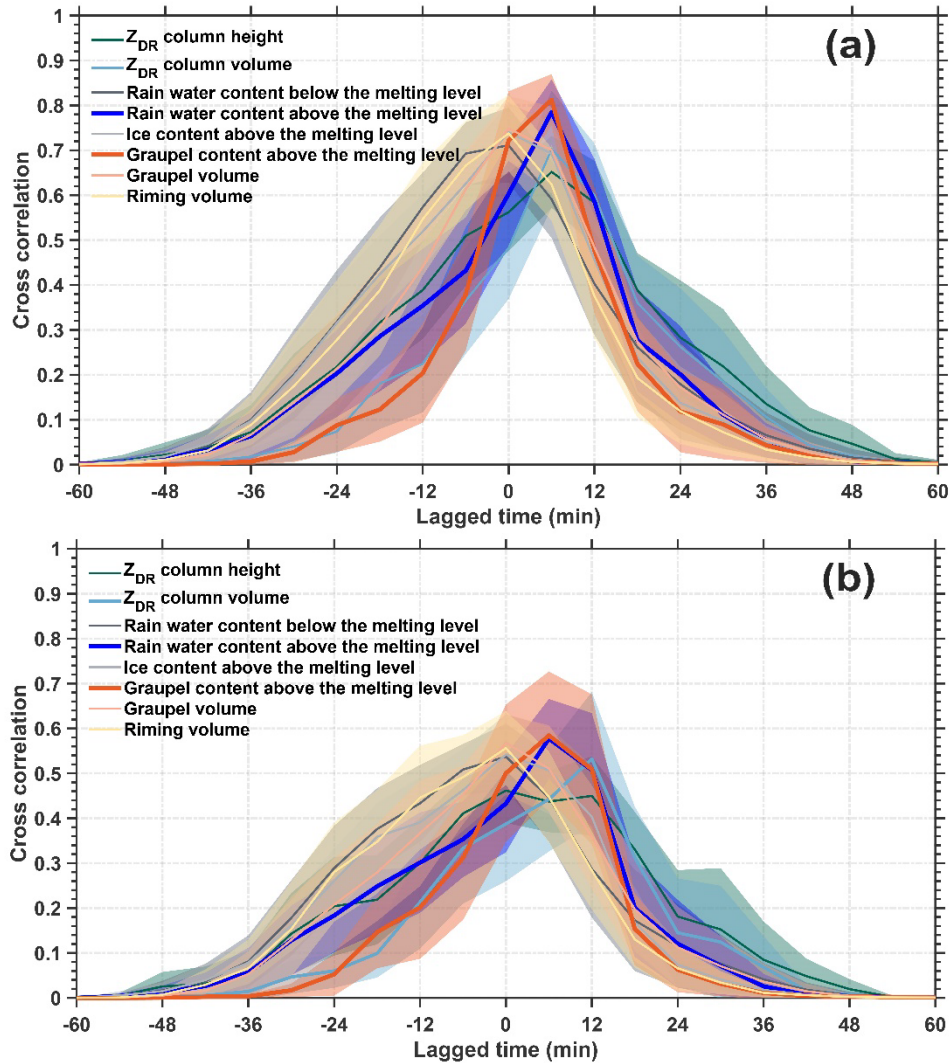 (a)
1
0.9
0.8
0.7
0.6
0.5
0.4
0.3
0.2
0.1
0
Cross correlation
Z_DR column height
Z_DR column volume
Rain water content below the melting level
Rain water content above the melting level
Ice content above the melting level
Graupel content above the melting level
Graupel volume
Riming volume
-60 -48 -36 -24 -12 0 12 24 36 48 60
Lagged time (min)
(b)
1
0.9
0.8
0.7
0.6
0.5
0.4
0.3
0.2
0.1
0
Cross correlation
Z_DR column height
Z_DR column volume
Rain water content below the melting level
Rain water content above the melting level
Ice content above the melting level
Graupel content above the melting level
Graupel volume
Riming volume
-60 -48 -36 -24 -12 0 12 24 36 48 60
Lagged time (min)